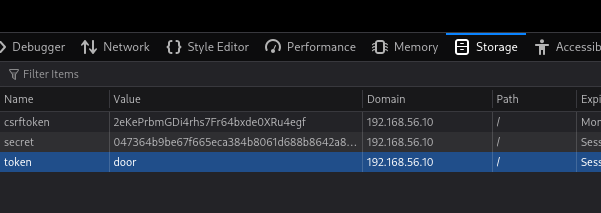 Debugger Network Style Editor Performance Memory Storage Accessib
Filter Items
Name Value Domain Path Expi
csrftoken 2eKePrbmGDi4rhs7Fr64bxde0XRu4egf 192.168.56.10 / Mon
secret 047364b9be67f665eca384b8061d688b8642a8... 192.168.56.10 / Sess
token door 192.168.56.10 / Sess